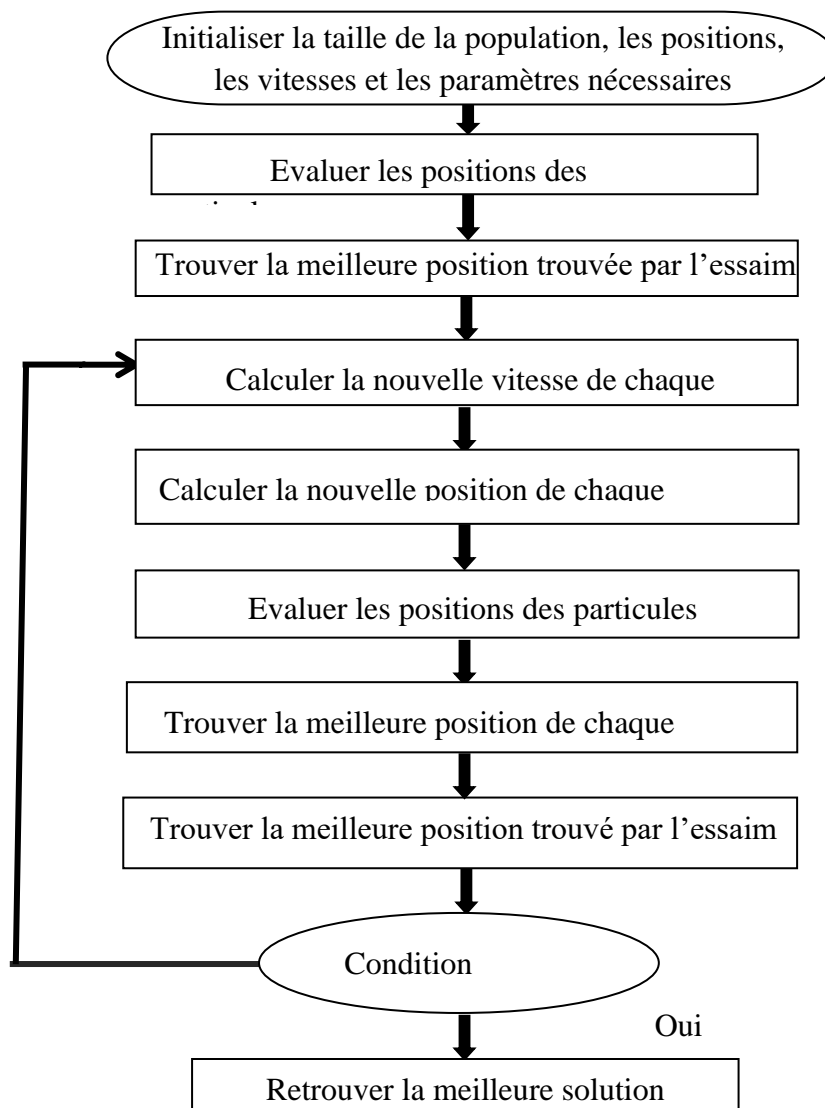 Initialiser la taille de la population, les positions,
les vitesses et les paramètres nécessaires
Evaluer les positions des
Trouver la meilleure position trouvée par l’essaim
Calculer la nouvelle vitesse de chaque
Calculer la nouvelle position de chaque
Evaluer les positions des particules
Trouver la meilleure position de chaque
Trouver la meilleure position trouvé par l’essaim
Condition
Oui
Retrouver la meilleure solution